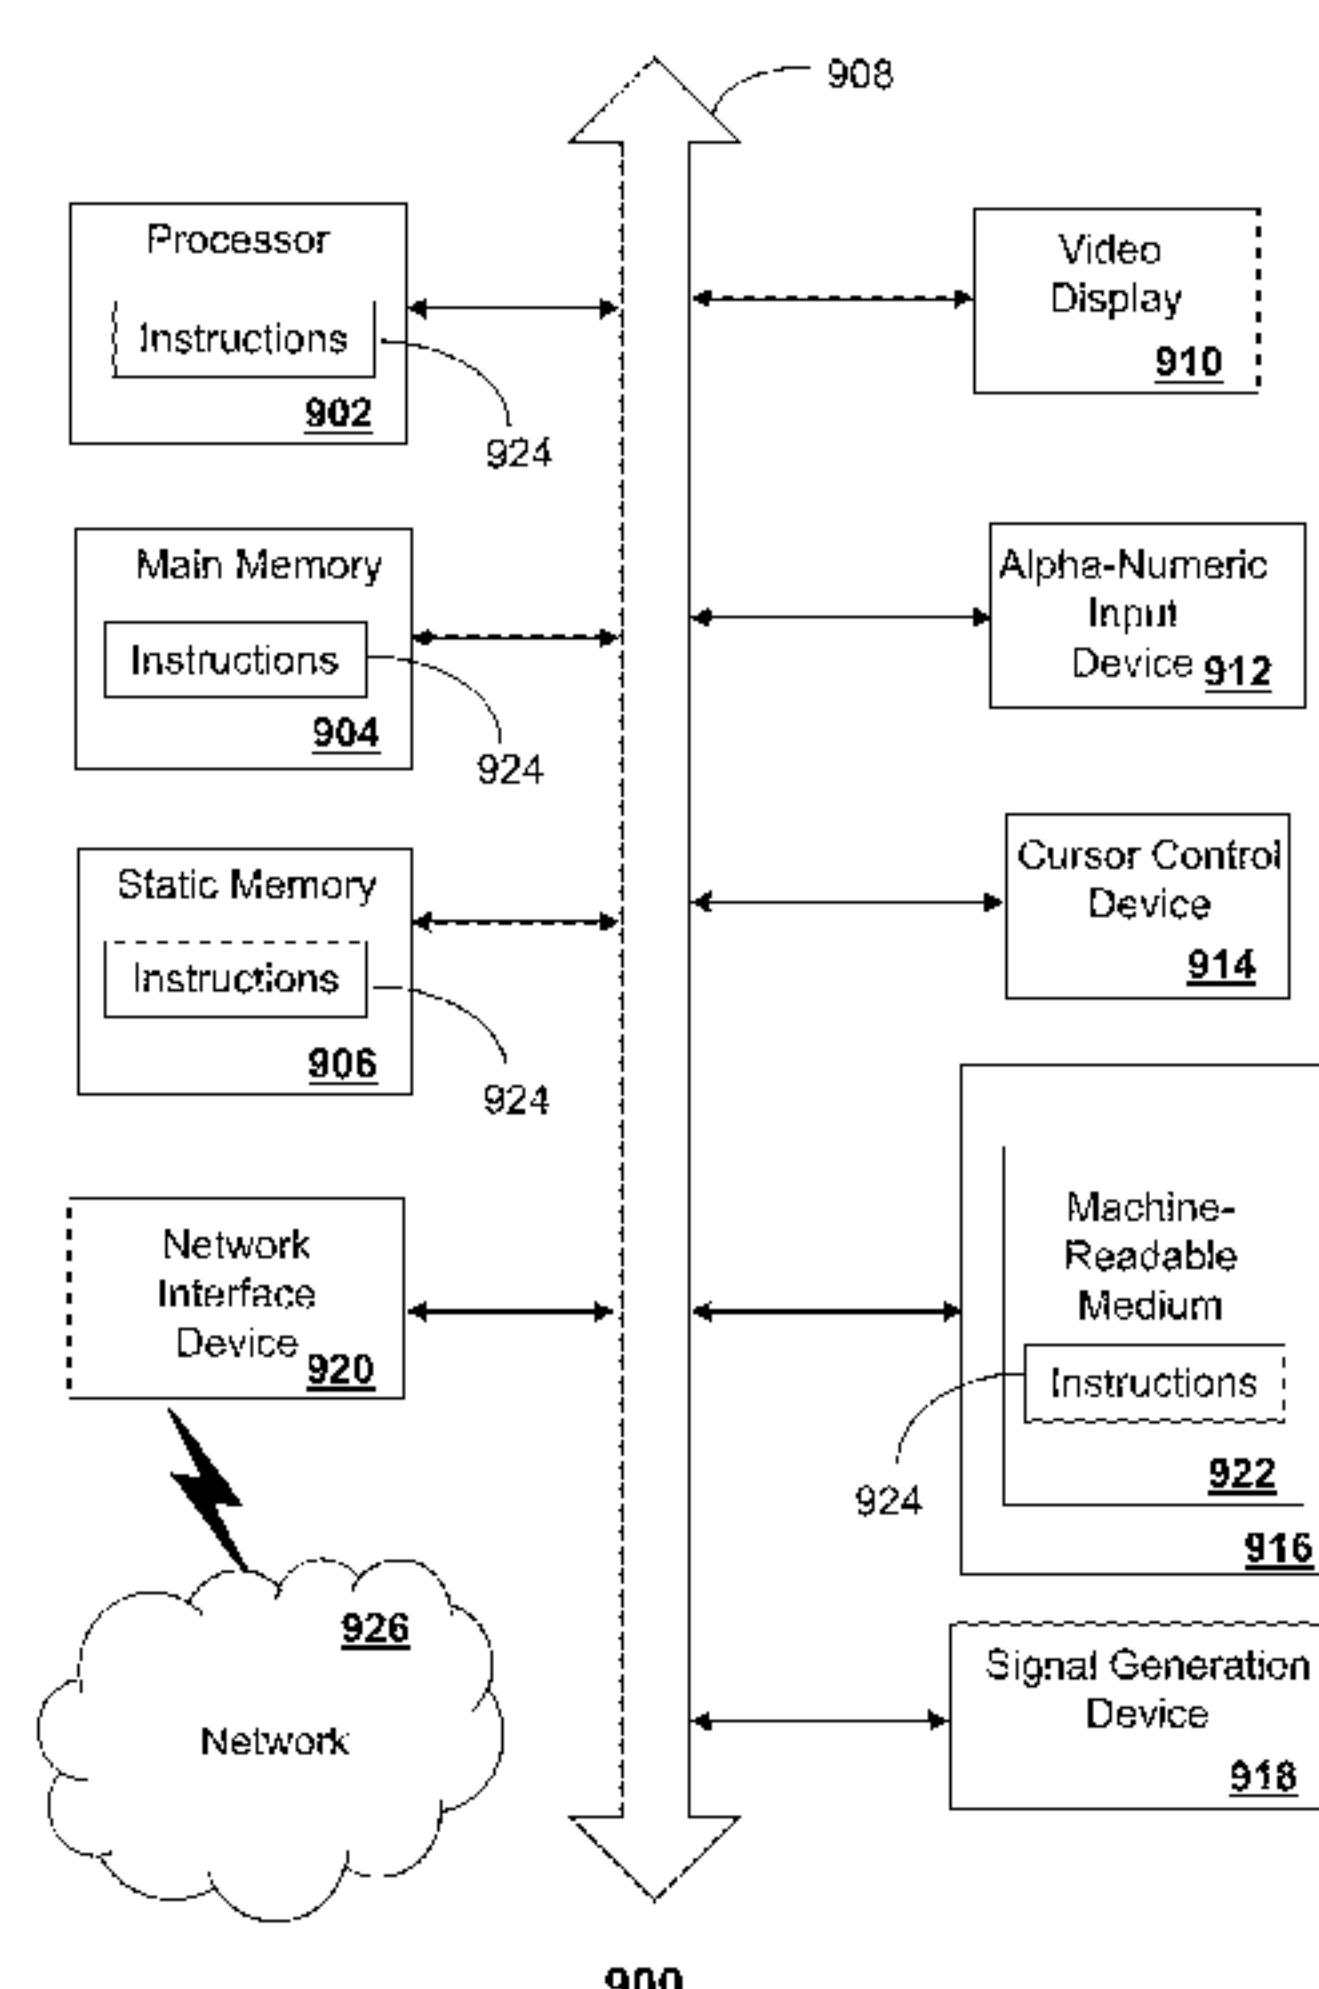 908
Processor
Instructions
902
924
Main Memory
Instructions
904
924
Static Memory
Instructions
906
924
Network
Interface
Device 920
926
Network
Video
Display
910
Alpha-Numeric
Input
Device 912
Cursor Control
Device
914
Machine-
Readable
Medium
Instructions
922
924
916
Signal Generation
Device
918
900